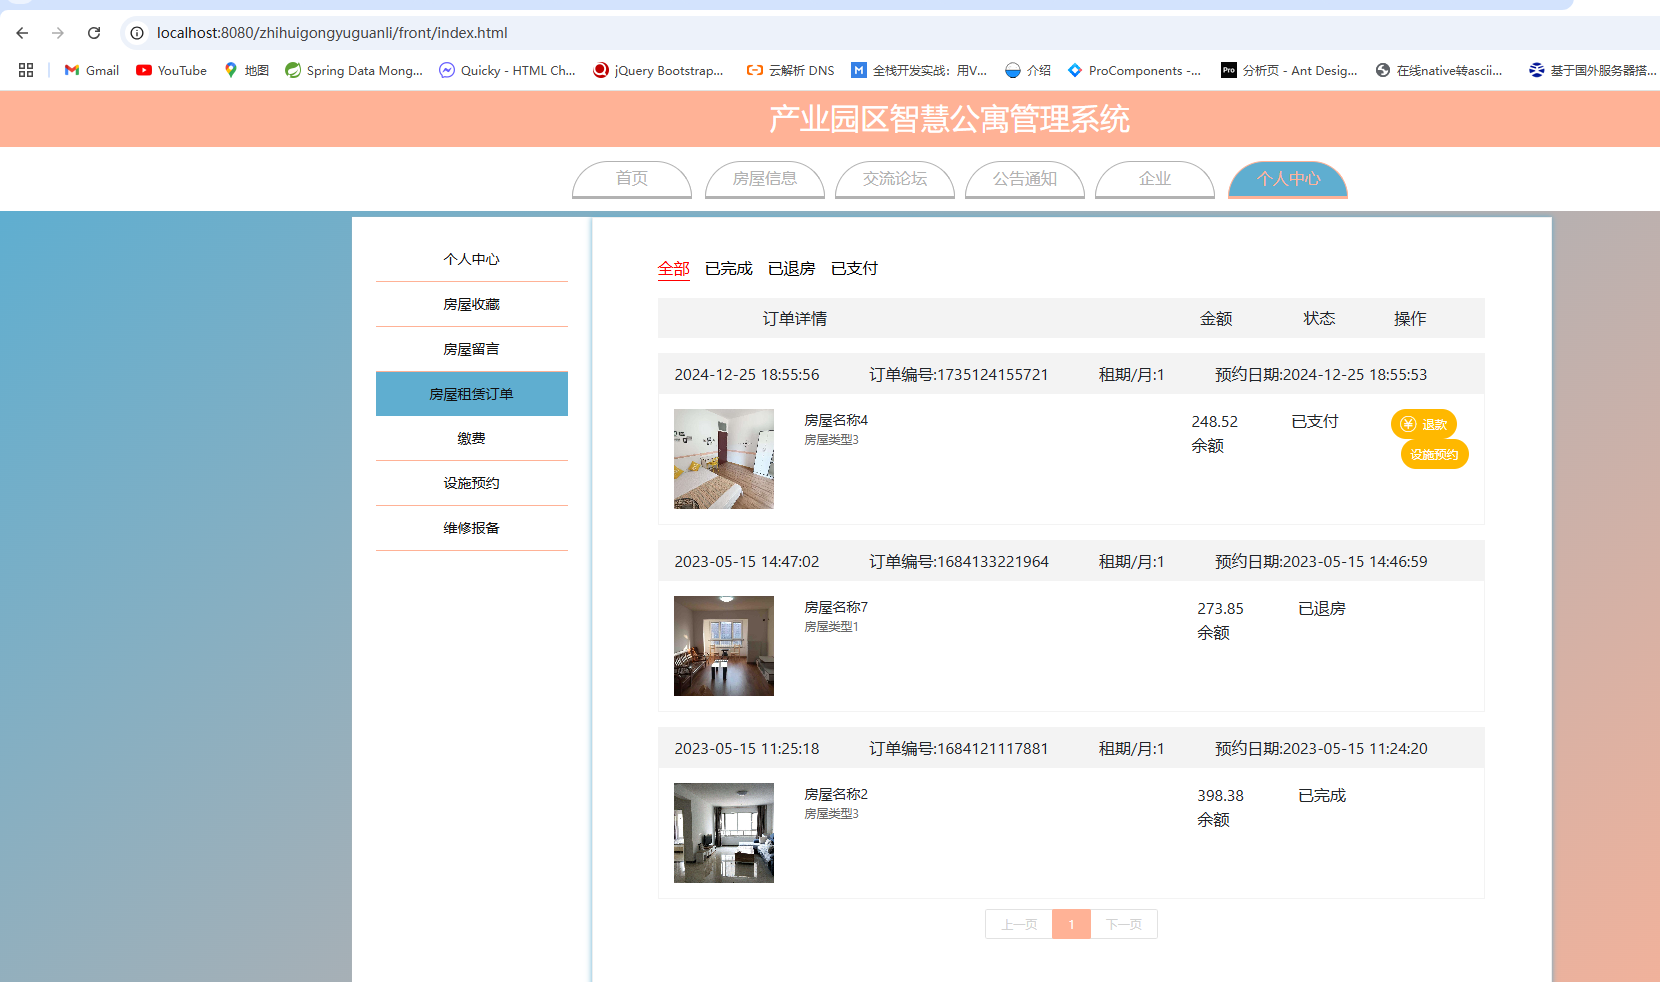 localhost:8080/zhihuigongyuguanli/front/index.html
Gmail YouTube 地图 Spring Data Mong... Quicky - HTML Ch... jQuery Bootstrap... 云解析 DNS 全栈开发实战：用V... 介绍 ProComponents -... 分析页 - Ant Desig... 在线native转ascii... 基于国外服务器搭...
产业园区智慧公寓管理系统
首页 房屋信息 交流论坛 公告通知 企业 个人中心
个人中心
房屋收藏
房屋留言
房屋租赁订单
缴费
设施预约
维修报备
全部 已完成 已退房 已支付
订单详情 金额 状态 操作
2024-12-25 18:55:56 订单编号:1735124155721 租期/月:1 预约日期:2024-12-25 18:55:53
房屋名称4
房屋类型3
248.52
余额
已支付
退款
设施预约
2023-05-15 14:47:02 订单编号:1684133221964 租期/月:1 预约日期:2023-05-15 14:46:59
房屋名称7
房屋类型1
273.85
余额
已退房
2023-05-15 11:25:18 订单编号:1684121117881 租期/月:1 预约日期:2023-05-15 11:24:20
房屋名称2
房屋类型3
398.38
余额
已完成
上一页 1 下一页